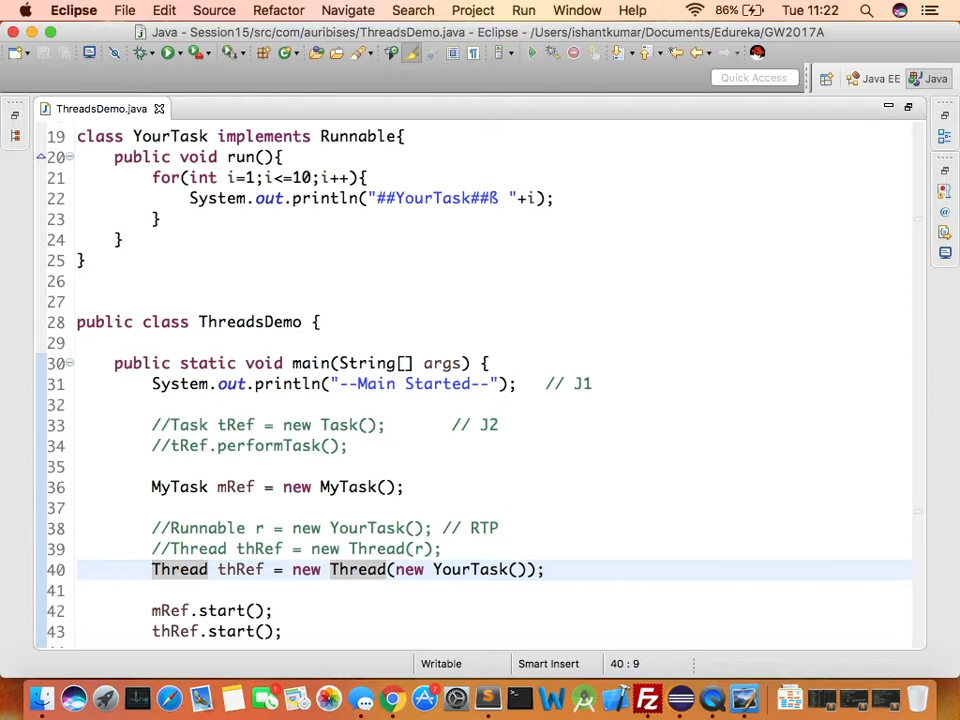 Eclipse File Edit Source Refactor Navigate Search Project Run Window Help 86% Tue 11:22
Java - Session15/src/com/auribises/ThreadsDemo.java - Eclipse - /Users/ishantkumar/Documents/Edureka/GW2017A
Quick Access Java EE Java
ThreadsDemo.java
19 class YourTask implements Runnable{
20 public void run(){
21 for(int i=1;i<=10;i++){
22 System.out.println("##YourTask##ß "+i);
23 }
24 }
25 }
26
27
28 public class ThreadsDemo {
29
30 public static void main(String[] args) {
31 System.out.println("--Main Started--"); // J1
32
33 //Task tRef = new Task(); // J2
34 //tRef.performTask();
35
36 MyTask mRef = new MyTask();
37
38 //Runnable r = new YourTask(); // RTP
39 //Thread thRef = new Thread(r);
40 Thread thRef = new Thread(new YourTask());
41
42 mRef.start();
43 thRef.start();
Writable Smart Insert 40 : 9